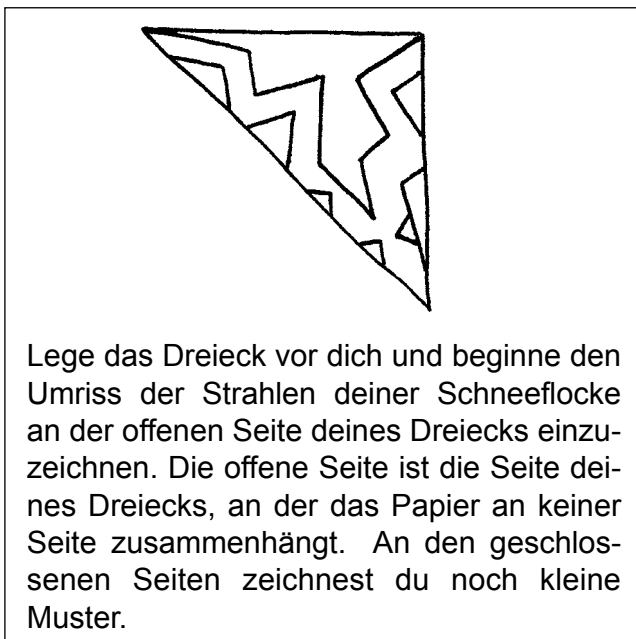 Lege das Dreieck vor dich und beginne den
Umriss der Strahlen deiner Schneeflocke
an der offenen Seite deines Dreiecks einzu-
zeichnen. Die offene Seite ist die Seite dei-
nes Dreiecks, an der das Papier an keiner
Seite zusammenhängt.  An den geschlos-
senen Seiten zeichnest du noch kleine
Muster.